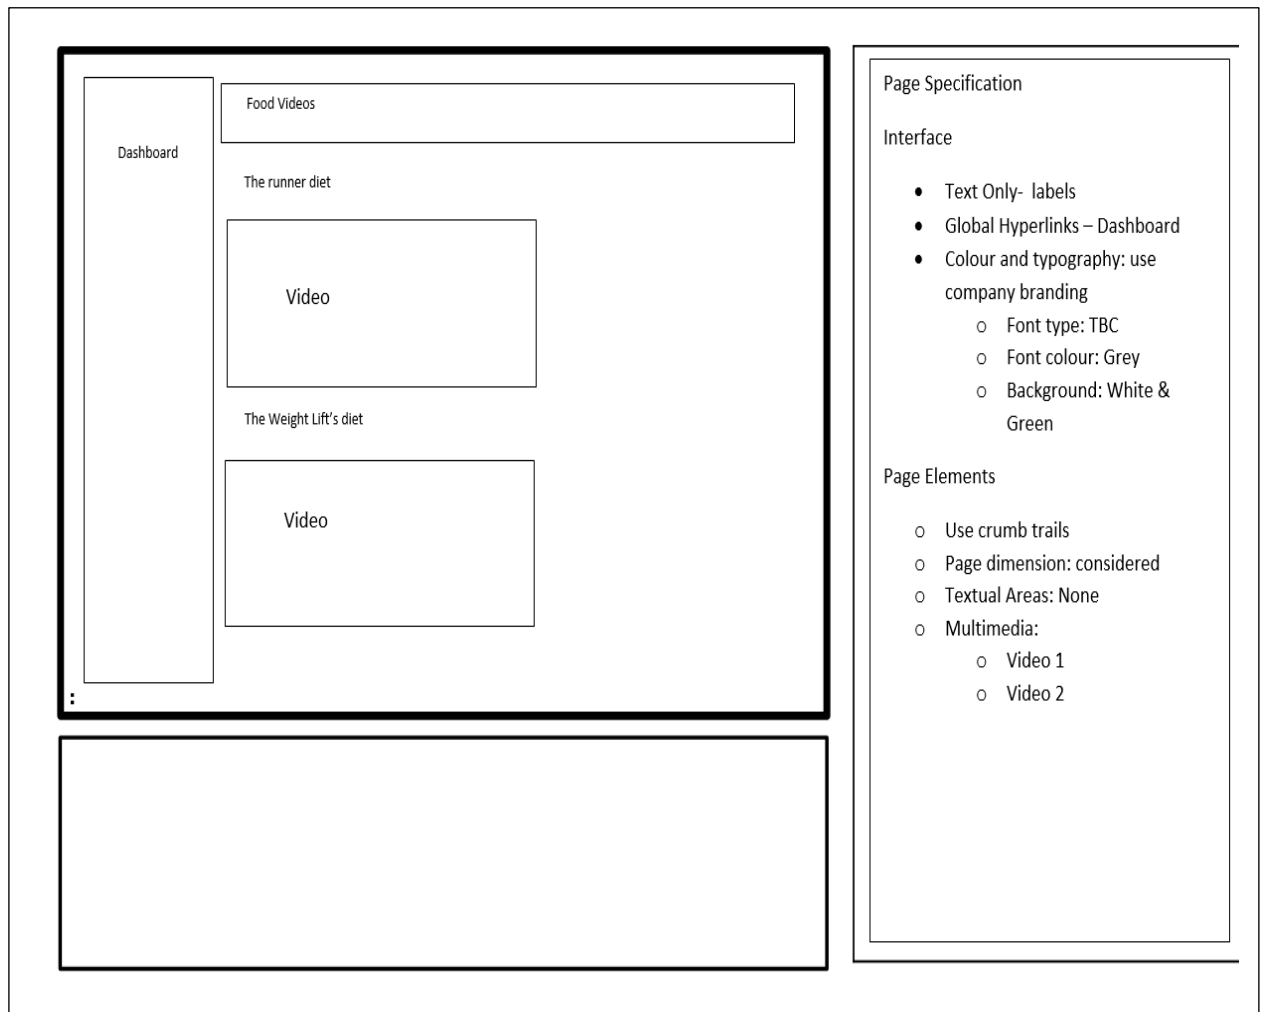 Dashboard
Food Videos
The runner diet
Video
The Weight Lift's diet
Video
:
Page Specification
Interface
• Text Only-  labels
• Global Hyperlinks – Dashboard
• Colour and typography: use
company branding
o Font type: TBC
o Font colour: Grey
o Background: White &
Green
Page Elements
o Use crumb trails
o Page dimension: considered
o Textual Areas: None
o Multimedia:
o Video 1
o Video 2